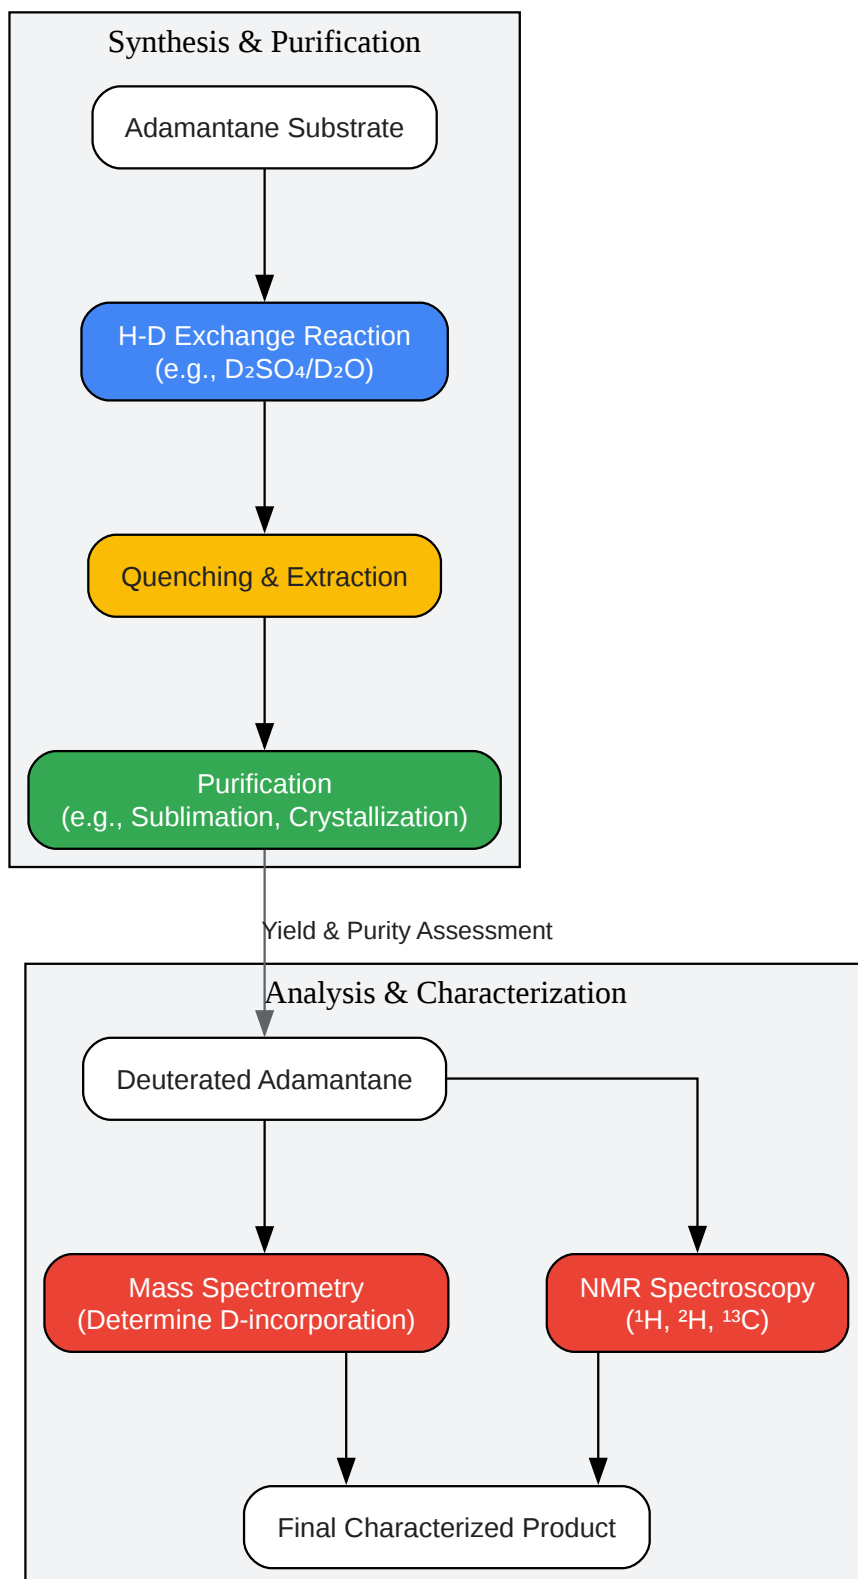 Synthesis & Purification
Adamantane Substrate
H-D Exchange Reaction
(e.g., D₂SO₄/D₂O)
Quenching & Extraction
Purification
(e.g., Sublimation, Crystallization)
Yield & Purity Assessment
Analysis & Characterization
Deuterated Adamantane
Mass Spectrometry
(Determine D-incorporation)
NMR Spectroscopy
(¹H, ²H, ¹³C)
Final Characterized Product